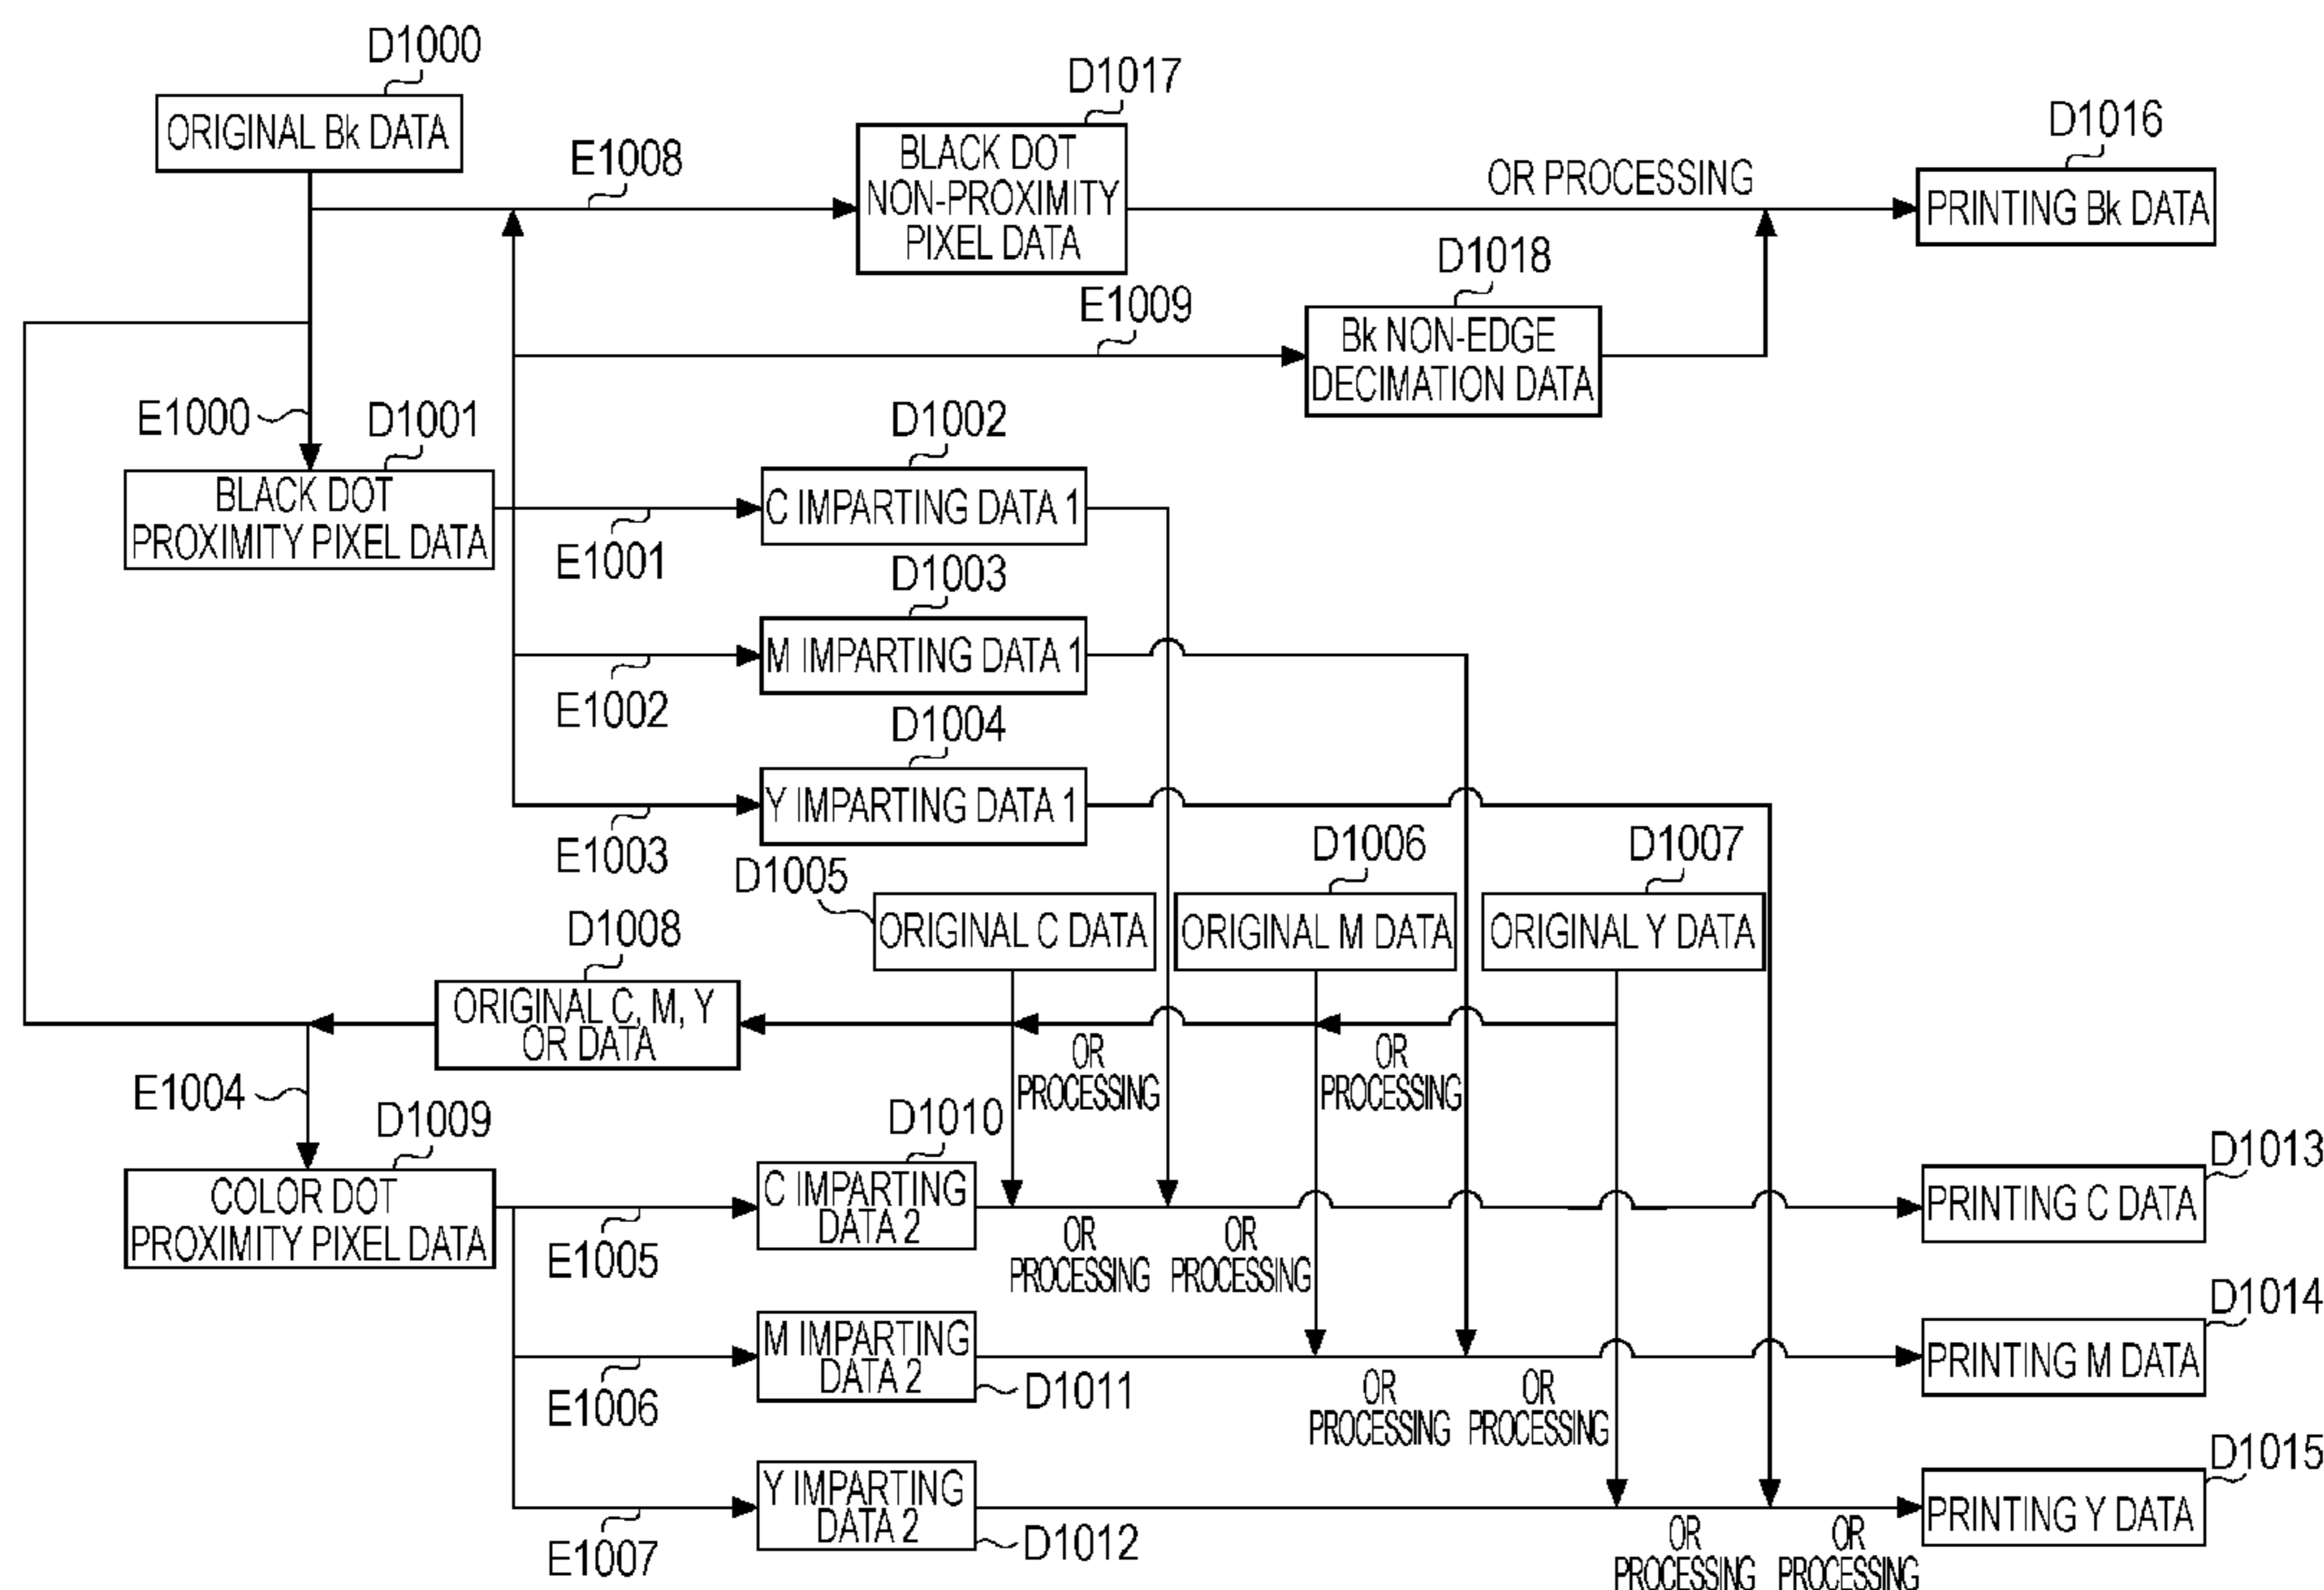 D1000
ORIGINAL Bk DATA
D1017
BLACK DOT
NON-PROXIMITY
PIXEL DATA
E1008
OR PROCESSING
D1016
PRINTING Bk DATA
D1018
Bk NON-EDGE
DECIMATION DATA
E1009
E1000
D1001
BLACK DOT
PROXIMITY PIXEL DATA
D1002
C IMPARTING DATA 1
E1001
D1003
M IMPARTING DATA 1
E1002
D1004
Y IMPARTING DATA 1
E1003
D1005
ORIGINAL C DATA
D1006
ORIGINAL M DATA
D1007
ORIGINAL Y DATA
D1008
ORIGINAL C, M, Y
OR DATA
OR
PROCESSING
OR
PROCESSING
E1004
D1009
COLOR DOT
PROXIMITY PIXEL DATA
D1010
C IMPARTING
DATA 2
E1005
OR
PROCESSING
OR
PROCESSING
D1013
PRINTING C DATA
M IMPARTING
DATA 2
D1011
E1006
OR
PROCESSING
OR
PROCESSING
D1014
PRINTING M DATA
Y IMPARTING
DATA 2
D1012
E1007
OR
PROCESSING
OR
PROCESSING
D1015
PRINTING Y DATA